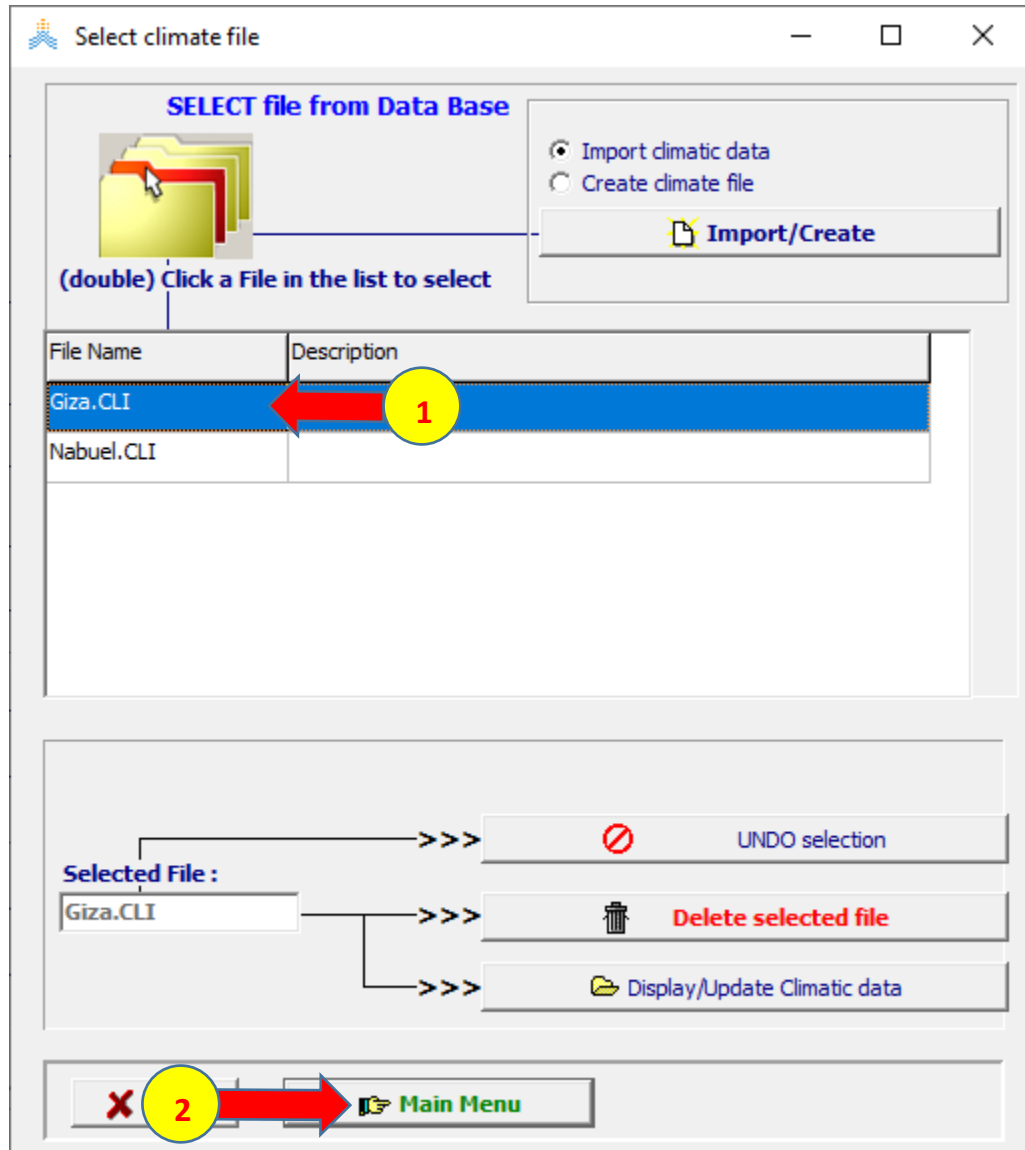 Select climate file
SELECT file from Data Base
Import climatic data
Create climate file
Import/Create
(double) Click a File in the list to select
File Name Description
Giza.CLI
1
Nabuel.CLI
>>> UNDO selection
Selected File :
Giza.CLI
>>> Delete selected file
>>> Display/Update Climatic data
2
Main Menu